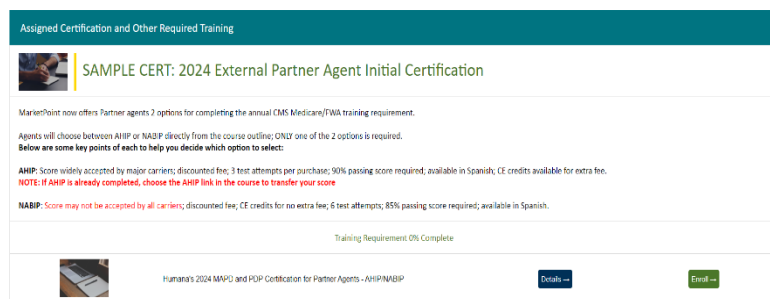 Assigned Certification and Other Required Training
SAMPLE CERT: 2024 External Partner Agent Initial Certification
MarketPoint now offers Partner agents 2 options for completing the annual CMS Medicare/FWA training requirement.
Agents will choose between AHIP or NABIP directly from the course outline; ONLY one of the 2 options is required.
Below are some key points of each to help you decide which option to select:
AHIP: Score widely accepted by major carriers; discounted fee; 3 test attempts per purchase; 90% passing score required; available in Spanish; CE credits available for extra fee.
NOTE: If AHIP is already completed, choose the AHIP link in the course to transfer your score
NABIP: Score may not be accepted by all carriers; discounted fee; CE credits for no extra fee; 6 test attempts; 85% passing score required; available in Spanish.
Training Requirement 0% Complete
Humana's 2024 MAPD and PDP Certification for Partner Agents - AHIP/NABIP
Details →
Enroll →